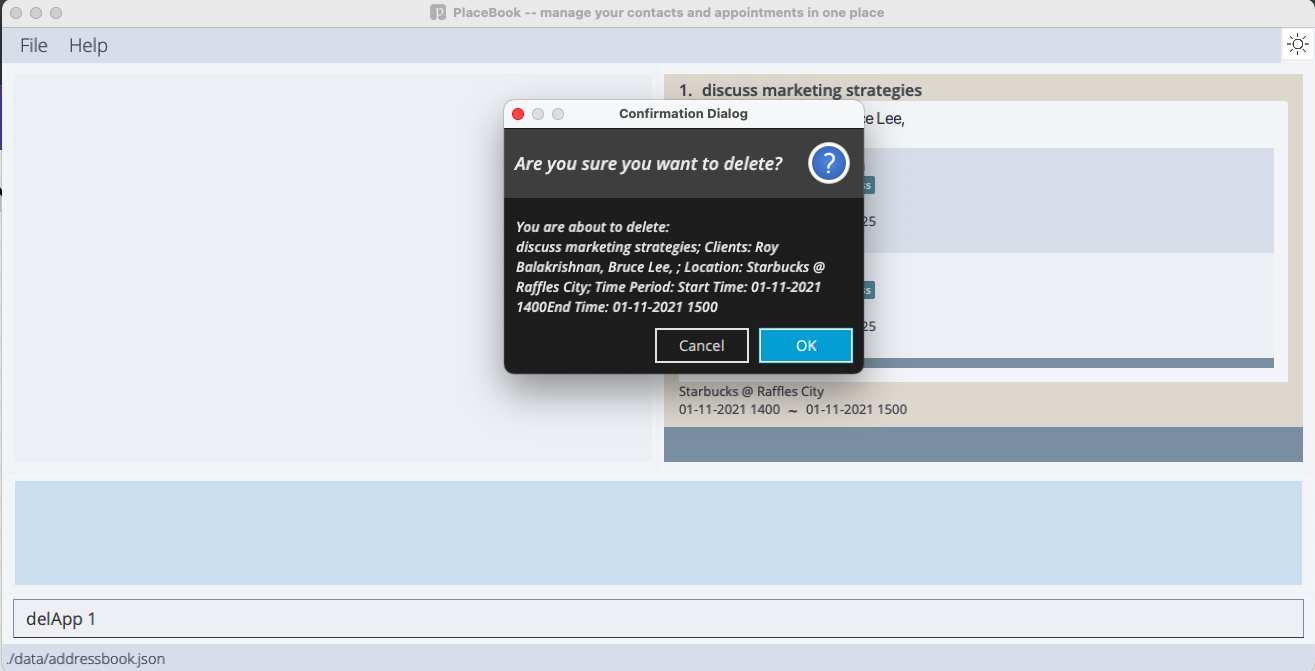 PlaceBook -- manage your contacts and appointments in one place
File Help
1. discuss marketing strategies
Lee,
25
25
Starbucks @ Raffles City
01-11-2021 1400 ~ 01-11-2021 1500
Confirmation Dialog
Are you sure you want to delete?
?
You are about to delete:
discuss marketing strategies; Clients: Roy
Balakrishnan, Bruce Lee, ; Location: Starbucks @
Raffles City; Time Period: Start Time: 01-11-2021
1400End Time: 01-11-2021 1500
Cancel OK
delApp 1
./data/addressbook.json